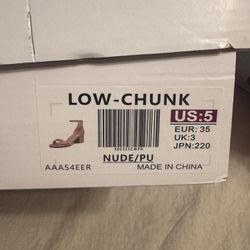 LOW-CHUNK
US:5
EUR: 35
UK:3
JPN:220
NUDE/PU
AAA54EER
MADE IN CHINA